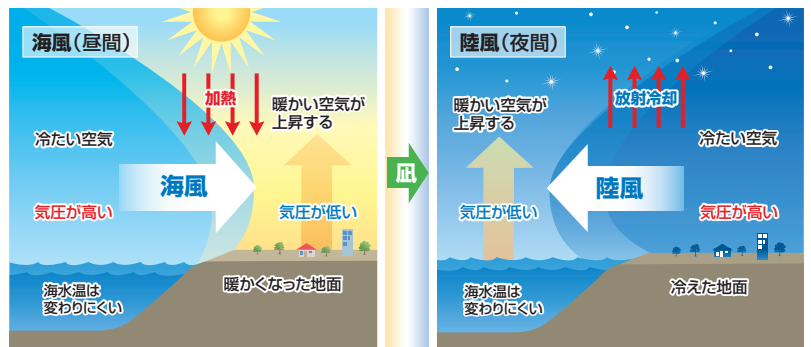 海風(昼間)
加熱
暖かい空気が
上昇する
冷たい空気
海風
気圧が高い
気圧が低い
海水温は
変わりにくい
暖かくなった地面
凪
陸風(夜間)
放射冷却
暖かい空気が
上昇する
冷たい空気
陸風
気圧が低い
気圧が高い
海水温は
変わりにくい
冷えた地面